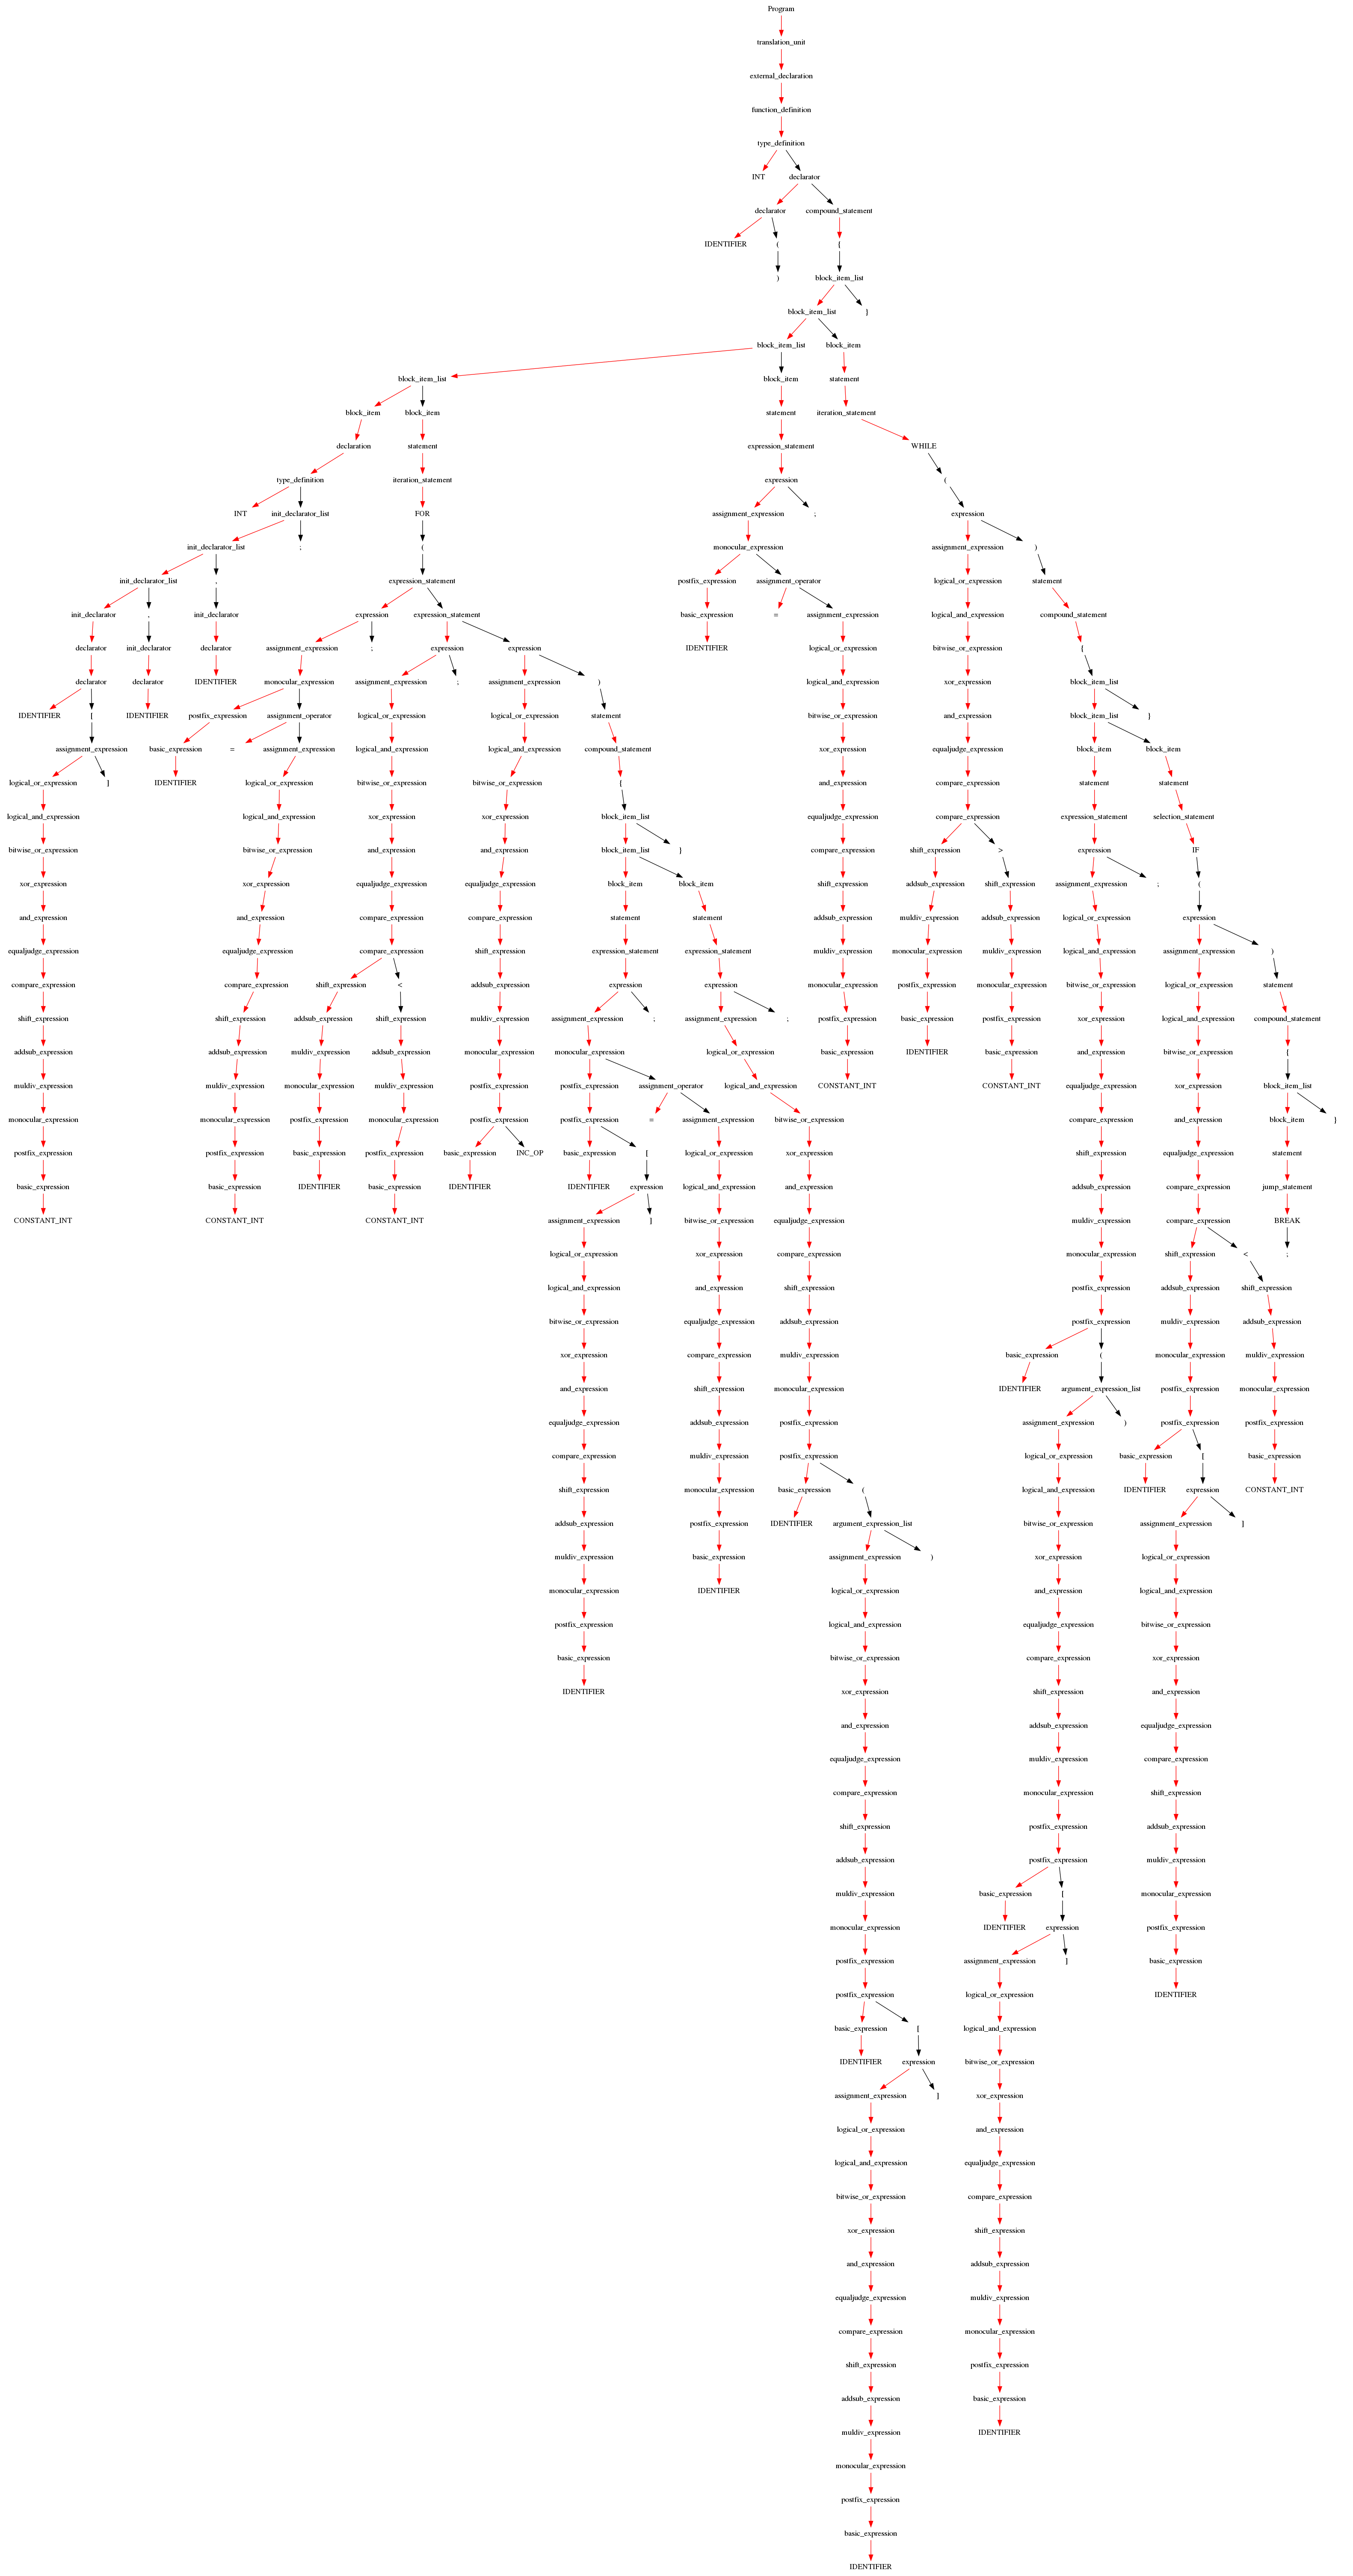 Program
translation_unit
external_declaration
function_definition
type_definition
INT declarator
declarator compound_statement
IDENTIFIER ( {
) block_item_list
block_item_list }
block_item_list block_item
block_item_list block_item statement
block_item block_item statement iteration_statement
declaration statement expression_statement WHILE
type_definition iteration_statement expression (
INT init_declarator_list FOR assignment_expression ; expression
init_declarator_list ; ( monocular_expression assignment_expression )
init_declarator_list , expression_statement postfix_expression assignment_operator logical_or_expression statement
init_declarator , init_declarator expression expression_statement basic_expression = assignment_expression logical_and_expression compound_statement
declarator init_declarator declarator assignment_expression ; expression expression IDENTIFIER logical_or_expression bitwise_or_expression {
declarator declarator IDENTIFIER monocular_expression assignment_expression ; assignment_expression ) logical_and_expression xor_expression block_item_list
IDENTIFIER [ IDENTIFIER postfix_expression assignment_operator logical_or_expression logical_or_expression statement bitwise_or_expression and_expression block_item_list }
assignment_expression basic_expression = assignment_expression logical_and_expression logical_and_expression compound_statement xor_expression equaljudge_expression block_item block_item
logical_or_expression ] IDENTIFIER logical_or_expression bitwise_or_expression bitwise_or_expression { and_expression compare_expression statement statement
logical_and_expression logical_and_expression xor_expression xor_expression block_item_list equaljudge_expression compare_expression expression_statement selection_statement
bitwise_or_expression bitwise_or_expression and_expression and_expression block_item_list } compare_expression shift_expression > expression IF
xor_expression xor_expression equaljudge_expression equaljudge_expression block_item block_item shift_expression addsub_expression shift_expression assignment_expression ; (
and_expression and_expression compare_expression compare_expression statement statement addsub_expression muldiv_expression addsub_expression logical_or_expression expression
equaljudge_expression equaljudge_expression compare_expression shift_expression expression_statement expression_statement muldiv_expression monocular_expression muldiv_expression logical_and_expression assignment_expression )
compare_expression compare_expression shift_expression < addsub_expression expression expression monocular_expression postfix_expression monocular_expression bitwise_or_expression logical_or_expression statement
shift_expression shift_expression addsub_expression shift_expression muldiv_expression assignment_expression ; assignment_expression ; postfix_expression basic_expression postfix_expression xor_expression logical_and_expression compound_statement
addsub_expression addsub_expression muldiv_expression addsub_expression monocular_expression monocular_expression logical_or_expression basic_expression IDENTIFIER basic_expression and_expression bitwise_or_expression {
muldiv_expression muldiv_expression monocular_expression muldiv_expression postfix_expression postfix_expression assignment_operator logical_and_expression CONSTANT_INT CONSTANT_INT equaljudge_expression xor_expression block_item_list
monocular_expression monocular_expression postfix_expression monocular_expression postfix_expression postfix_expression = assignment_expression bitwise_or_expression compare_expression and_expression block_item }
postfix_expression postfix_expression basic_expression postfix_expression basic_expression INC_OP basic_expression [ logical_or_expression xor_expression shift_expression equaljudge_expression statement
basic_expression basic_expression IDENTIFIER basic_expression IDENTIFIER IDENTIFIER expression logical_and_expression and_expression addsub_expression compare_expression jump_statement
CONSTANT_INT CONSTANT_INT CONSTANT_INT assignment_expression ] bitwise_or_expression equaljudge_expression muldiv_expression compare_expression BREAK
logical_or_expression xor_expression compare_expression monocular_expression shift_expression < ;
logical_and_expression and_expression shift_expression postfix_expression addsub_expression shift_expression
bitwise_or_expression equaljudge_expression addsub_expression postfix_expression muldiv_expression addsub_expression
xor_expression compare_expression muldiv_expression basic_expression ( monocular_expression muldiv_expression
and_expression shift_expression monocular_expression IDENTIFIER argument_expression_list postfix_expression monocular_expression
equaljudge_expression addsub_expression postfix_expression assignment_expression ) postfix_expression postfix_expression
compare_expression muldiv_expression postfix_expression logical_or_expression basic_expression [ basic_expression
shift_expression monocular_expression basic_expression ( logical_and_expression IDENTIFIER expression CONSTANT_INT
addsub_expression postfix_expression IDENTIFIER argument_expression_list bitwise_or_expression assignment_expression ]
muldiv_expression basic_expression assignment_expression ) xor_expression logical_or_expression
monocular_expression IDENTIFIER logical_or_expression and_expression logical_and_expression
postfix_expression logical_and_expression equaljudge_expression bitwise_or_expression
basic_expression bitwise_or_expression compare_expression xor_expression
IDENTIFIER xor_expression shift_expression and_expression
and_expression addsub_expression equaljudge_expression
equaljudge_expression muldiv_expression compare_expression
compare_expression monocular_expression shift_expression
shift_expression postfix_expression addsub_expression
addsub_expression postfix_expression muldiv_expression
muldiv_expression basic_expression [ monocular_expression
monocular_expression IDENTIFIER expression postfix_expression
postfix_expression assignment_expression ] basic_expression
postfix_expression logical_or_expression IDENTIFIER
basic_expression [ logical_and_expression
IDENTIFIER expression bitwise_or_expression
assignment_expression ] xor_expression
logical_or_expression and_expression
logical_and_expression equaljudge_expression
bitwise_or_expression compare_expression
xor_expression shift_expression
and_expression addsub_expression
equaljudge_expression muldiv_expression
compare_expression monocular_expression
shift_expression postfix_expression
addsub_expression basic_expression
muldiv_expression IDENTIFIER
monocular_expression
postfix_expression
basic_expression
IDENTIFIER